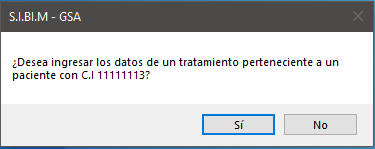 S.I.BI.M - GSA
¿Desea ingresar los datos de un tratamiento perteneciente a un
paciente con C.I 11111113?
Sí
No